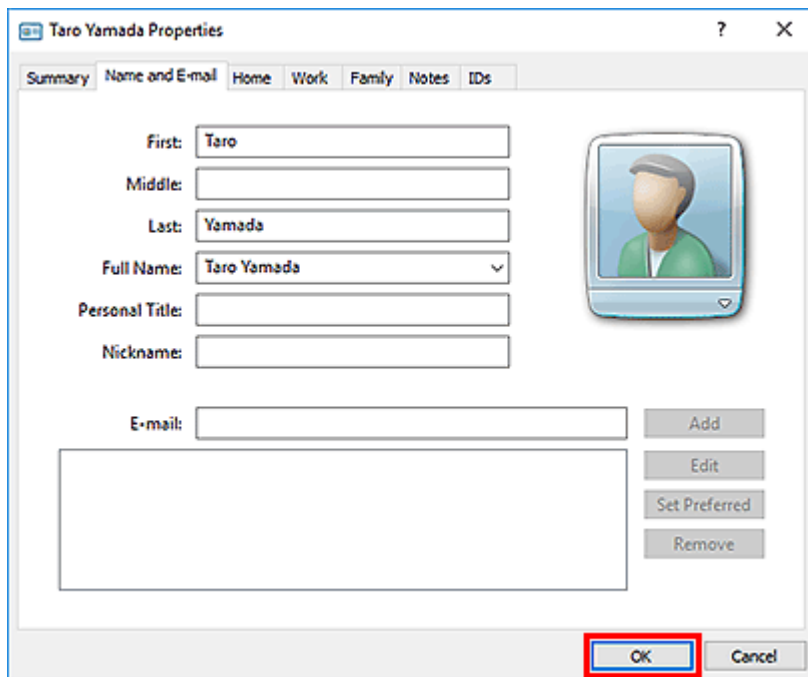 Taro Yamada Properties ?
Summary Name and E-mail Home Work Family Notes IDs
First: Taro
Middle:
Last: Yamada
Full Name: Taro Yamada
Personal Title:
Nickname:
E-mail: Add
Edit
Set Preferred
Remove
OK Cancel